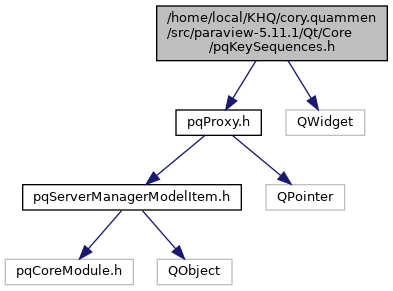 /home/local/KHQ/cory.quammen
/src/paraview-5.11.1/Qt/Core
/pqKeySequences.h
pqProxy.h
QWidget
pqServerManagerModelItem.h
QPointer
pqCoreModule.h
QObject